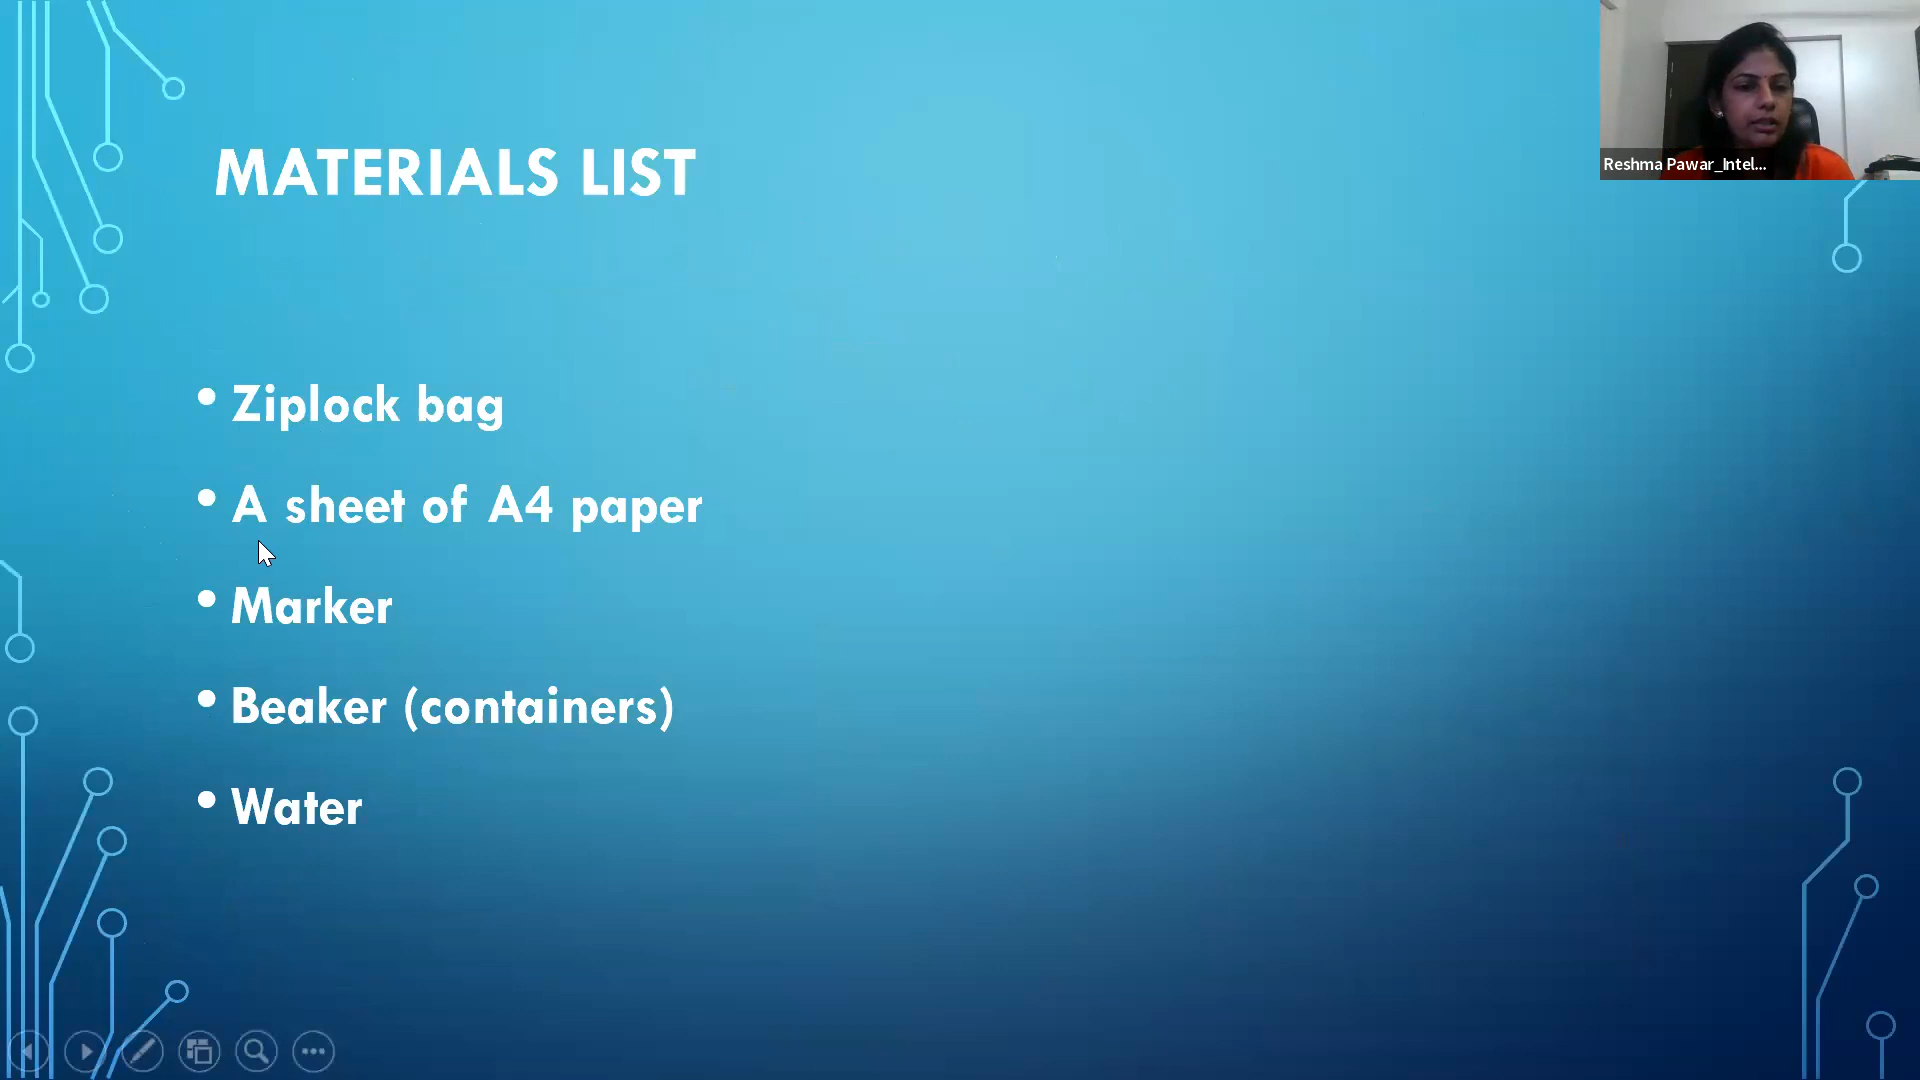 Reshma Pawar_Intel...
MATERIALS LIST
• Ziplock bag
• A sheet of A4 paper
• Marker
• Beaker (containers)
• Water